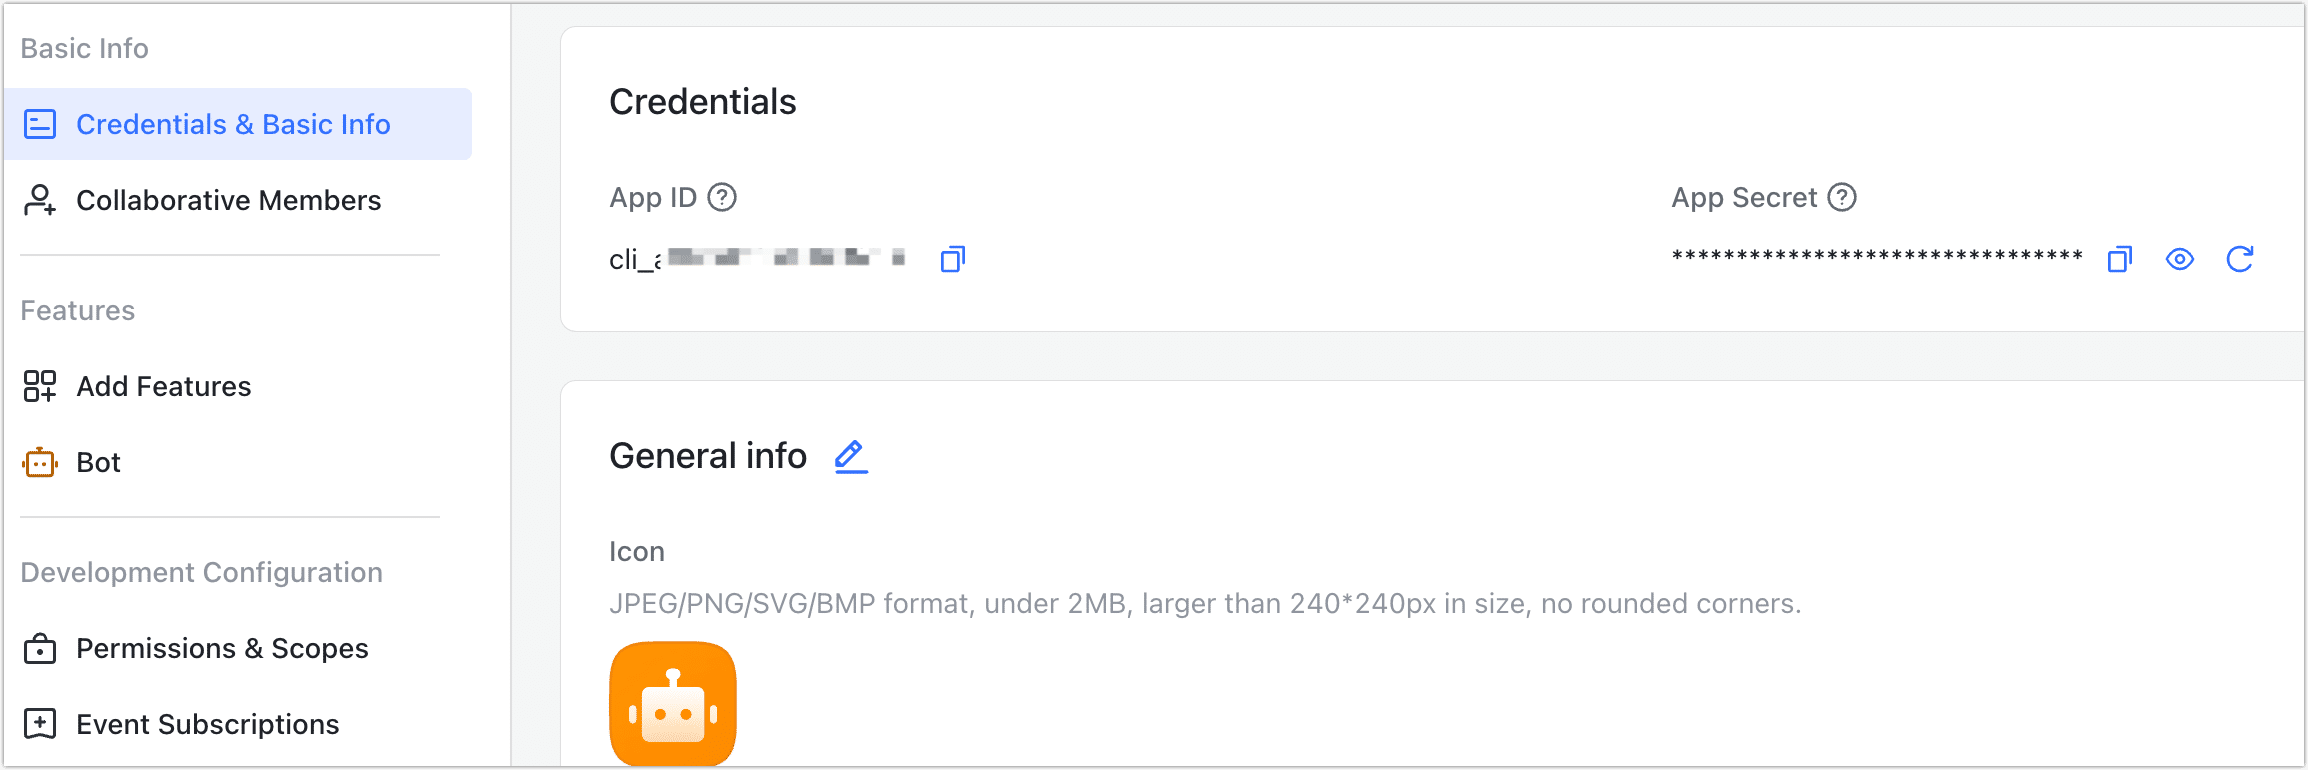 Basic Info
Credentials & Basic Info
Collaborative Members
Features
Add Features
Bot
Development Configuration
Permissions & Scopes
Event Subscriptions
Credentials
App ID
App Secret
cli_
********************************
General info
Icon
JPEG/PNG/SVG/BMP format, under 2MB, larger than 240*240px in size, no rounded corners.